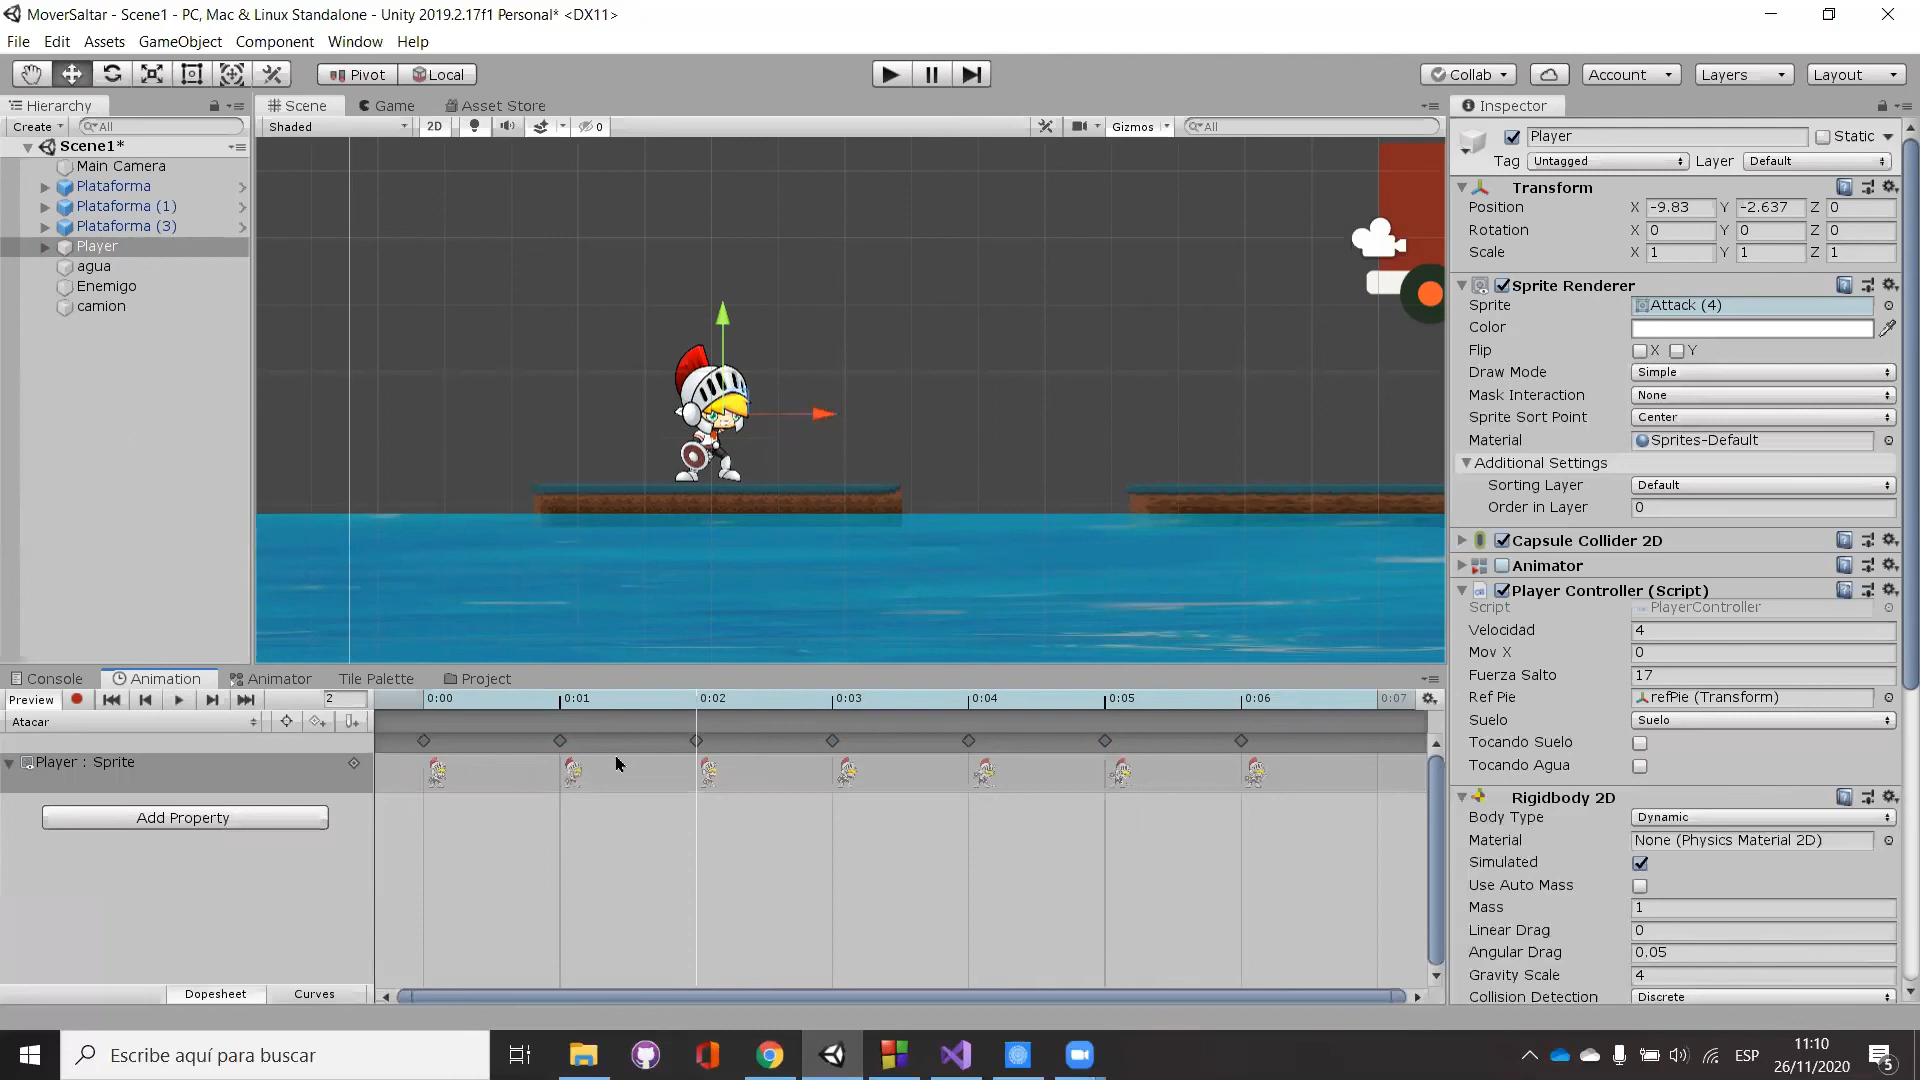 MoverSaltar - Scene1 - PC, Mac & Linux Standalone - Unity 2019.2.17f1 Personal* <DX11>
File Edit Assets GameObject Component Window Help
Pivot Local Collab Account Layers Layout
Hierarchy Scene Game Asset Store Inspector
Create All Shaded 2D 0 Gizmos All
Scene1*
Main Camera
Plataforma
Plataforma (1)
Plataforma (3)
Player
agua
Enemigo
camion
Player Static
Tag Untagged Layer Default
Transform
Position X -9.83 Y -2.637 Z 0
Rotation X 0 Y 0 Z 0
Scale X 1 Y 1 Z 1
Sprite Renderer
Sprite Attack (4)
Color
Flip X Y
Draw Mode Simple
Mask Interaction None
Sprite Sort Point Center
Material Sprites-Default
Additional Settings
Sorting Layer Default
Order in Layer 0
Capsule Collider 2D
Animator
Player Controller (Script)
Script PlayerController
Velocidad 4
Mov X 0
Fuerza Salto 17
Ref Pie refPie (Transform)
Suelo Suelo
Tocando Suelo
Tocando Agua
Rigidbody 2D
Body Type Dynamic
Material None (Physics Material 2D)
Simulated
Use Auto Mass
Mass 1
Linear Drag 0
Angular Drag 0.05
Gravity Scale 4
Collision Detection Discrete
Console Animation Animator Tile Palette Project
Preview 2 0:00 0:01 0:02 0:03 0:04 0:05 0:06 0:07
Atacar
Player : Sprite
Add Property
Dopesheet Curves
Escribe aquí para buscar
ESP
11:10
26/11/2020
5